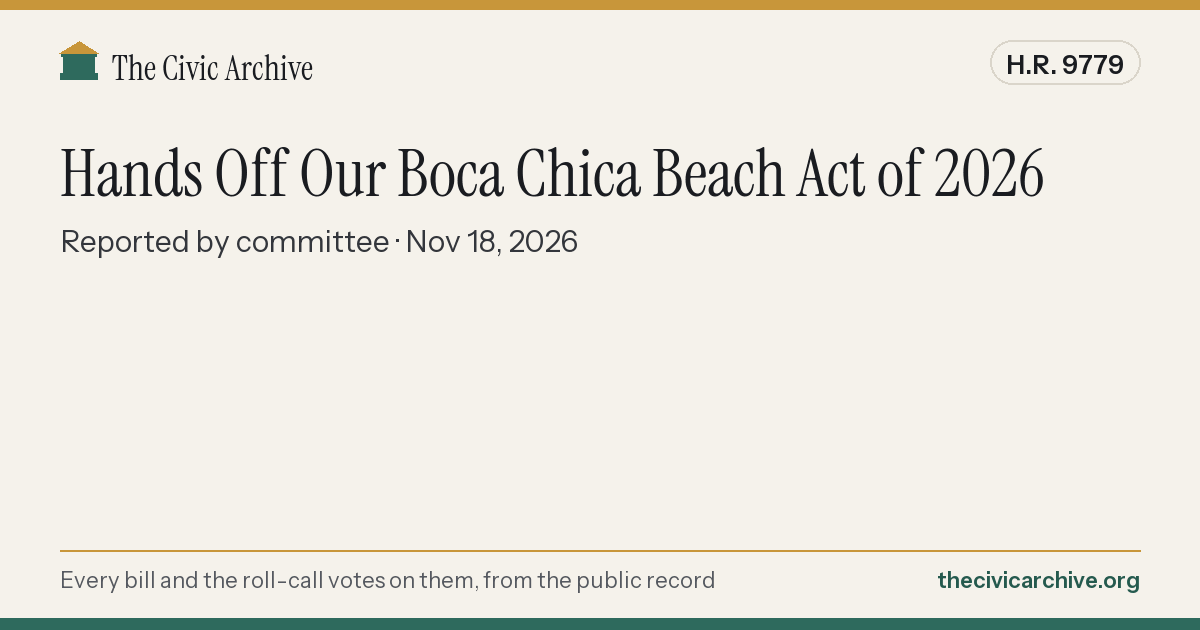 The Civic Archive
H.R. 9779
Hands Off Our Boca Chica Beach Act of 2026
Reported by committee · Nov 18, 2026
Every bill and the roll-call votes on them, from the public record
thecivicarchive.org